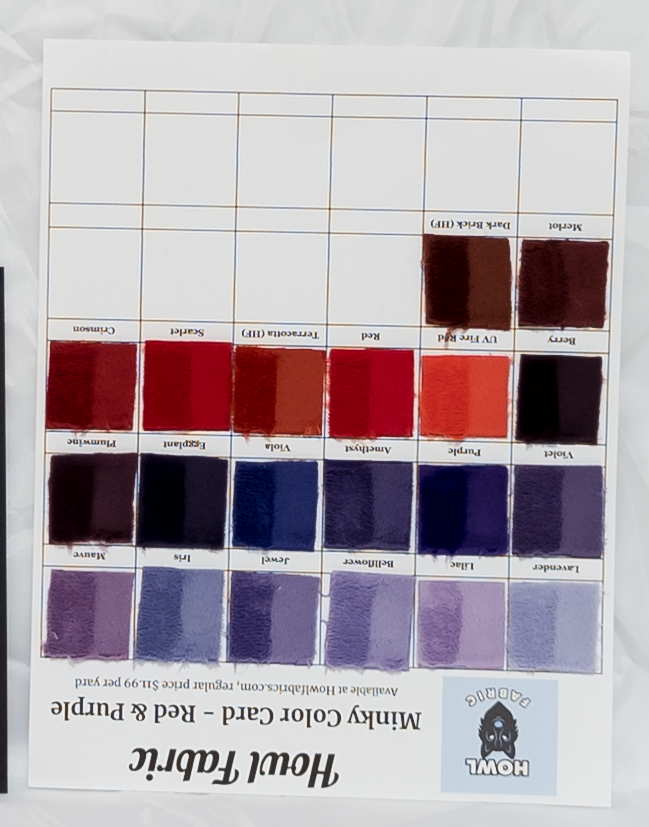 HOWL
FABRIC
Howl Fabric
Minky Color Card - Red & Purple
Available at Howlfabrics.com, regular price $11.99 per yard
Lavender Lilac Bellflower Jewel Iris Mauve
Violet Purple Amethyst Viola Eggplant Plumwine
Berry UV Fire Red Red Terracotta (HF) Scarlet Crimson
Merlot Dark Brick (HF)